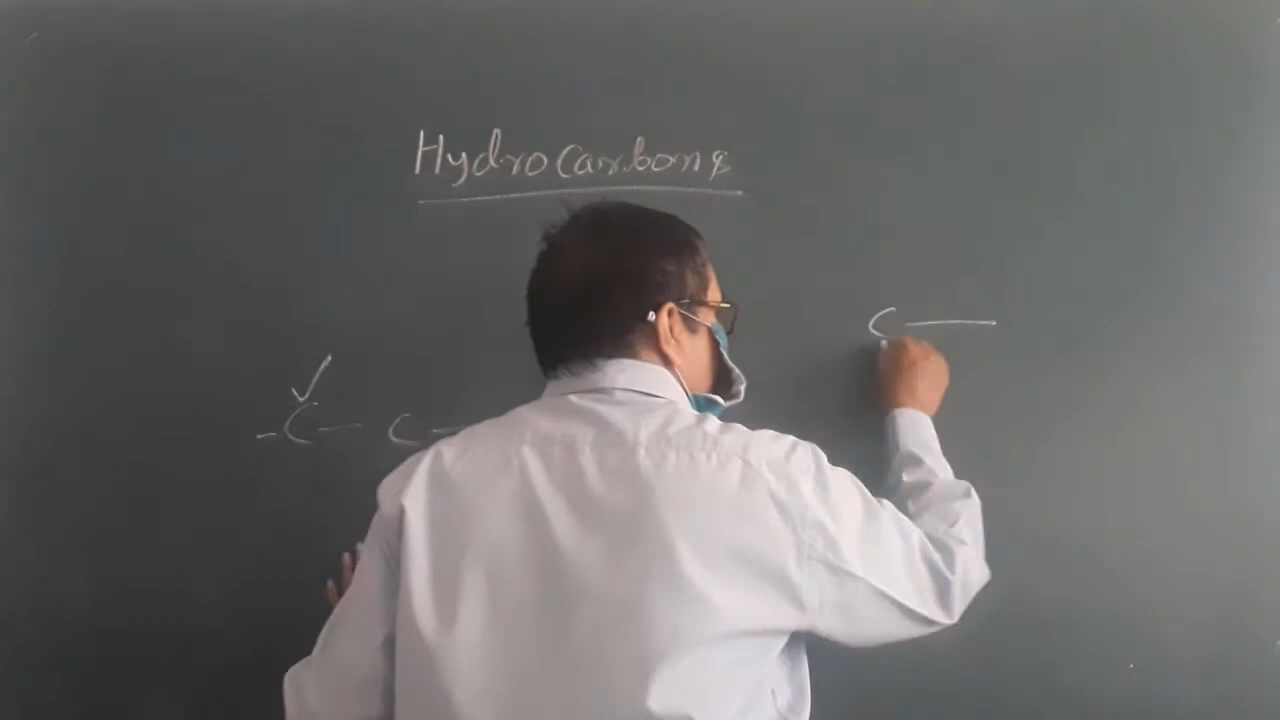 Hydrocarbons
C —
✓
- C — C —